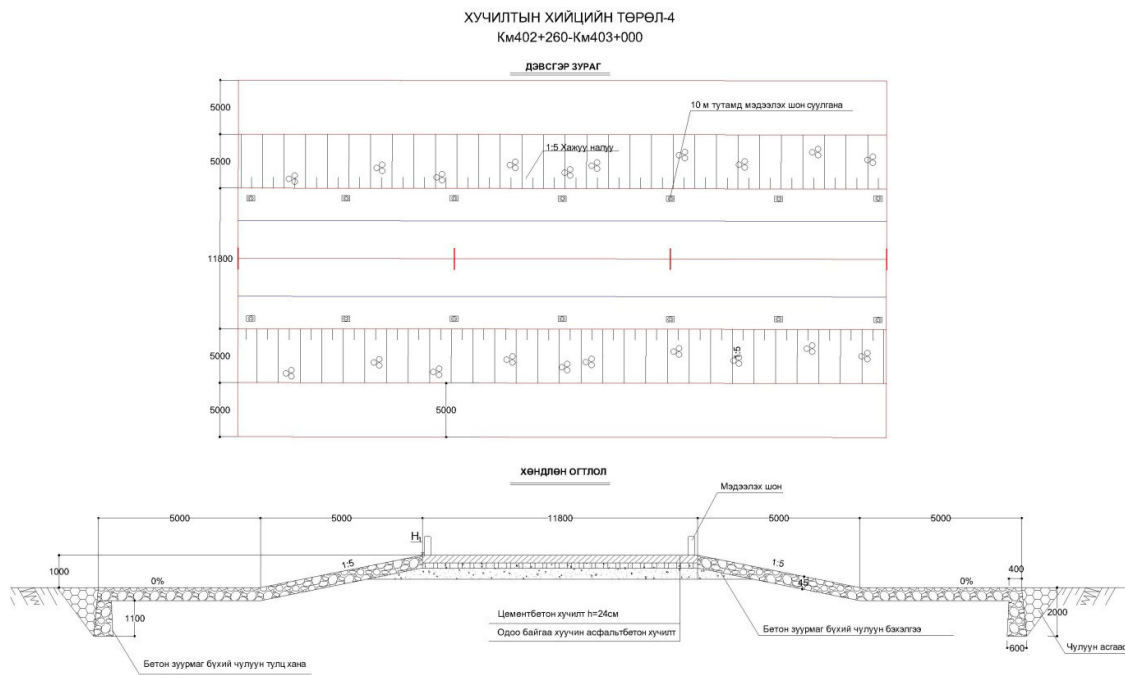 ХУЧИЛТЫН ХИЙЦИЙН ТӨРӨЛ-4
Км402+260-Км403+000
ДЭВСГЭР ЗУРАГ
5000
10 м тутамд мэдээлэх шон суулгана
5000
1:5 Хажуу налуу
11800
5000
1:5
5000
5000
ХӨНДЛӨН ОГТЛОЛ
Мэдээлэх шон
5000
5000
11800
5000
5000
H
1000
0%
1:5
1:5
45
0%
400
1100
2000
Цементбетон хучилт h=24см
Одоо байгаа хуучин асфальтбетон хучилт
Бетон зуурмаг бүхий чулуун бэхэлгээ
600
Чулуун асгаас
Бетон зуурмаг бүхий чулуун тулц хана